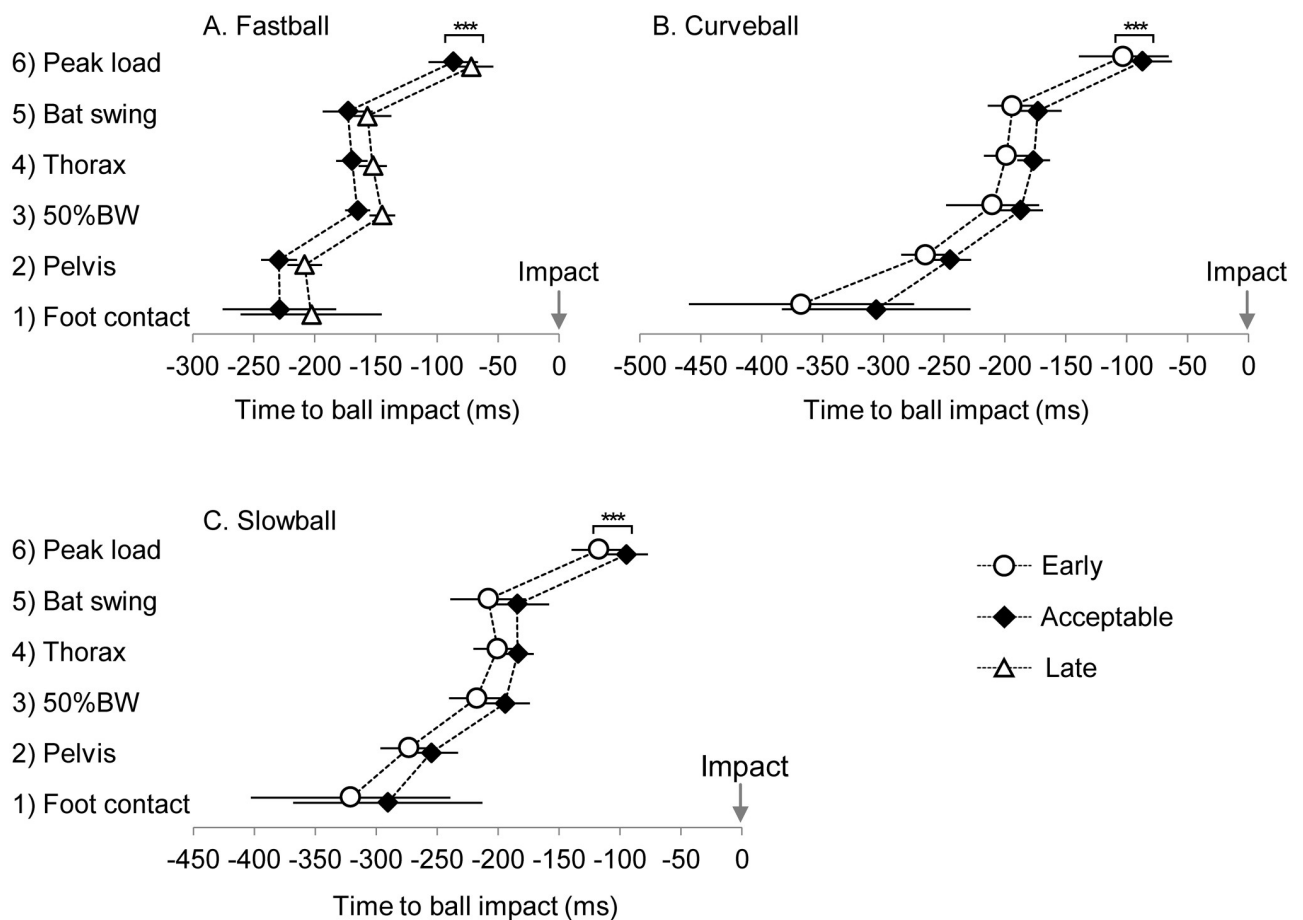 A. Fastball
***
6) Peak load
5) Bat swing
4) Thorax
3) 50%BW
2) Pelvis
1) Foot contact
Impact
-300 -250 -200 -150 -100 -50 0
Time to ball impact (ms)
B. Curveball
***
Impact
-500 -450 -400 -350 -300 -250 -200 -150 -100 -50 0
Time to ball impact (ms)
C. Slowball
***
6) Peak load
5) Bat swing
4) Thorax
3) 50%BW
2) Pelvis
1) Foot contact
Impact
-450 -400 -350 -300 -250 -200 -150 -100 -50 0
Time to ball impact (ms)
Early
Acceptable
Late